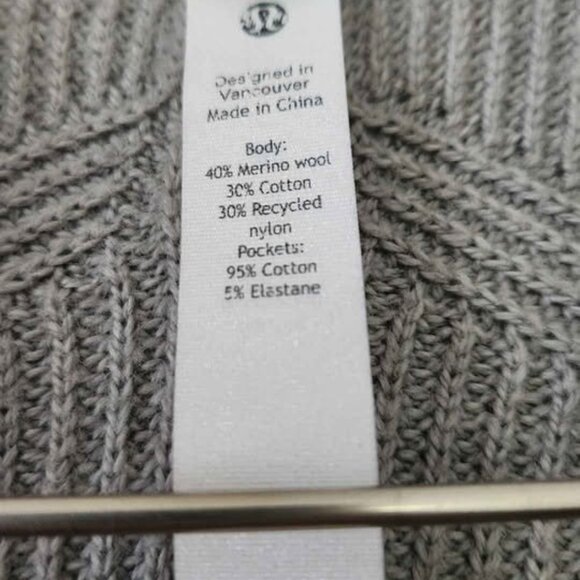 Designed in
Vancouver
Made in China
Body:
40% Merino wool
30% Cotton
30% Recycled
nylon
Pockets:
95% Cotton
5% Elastane